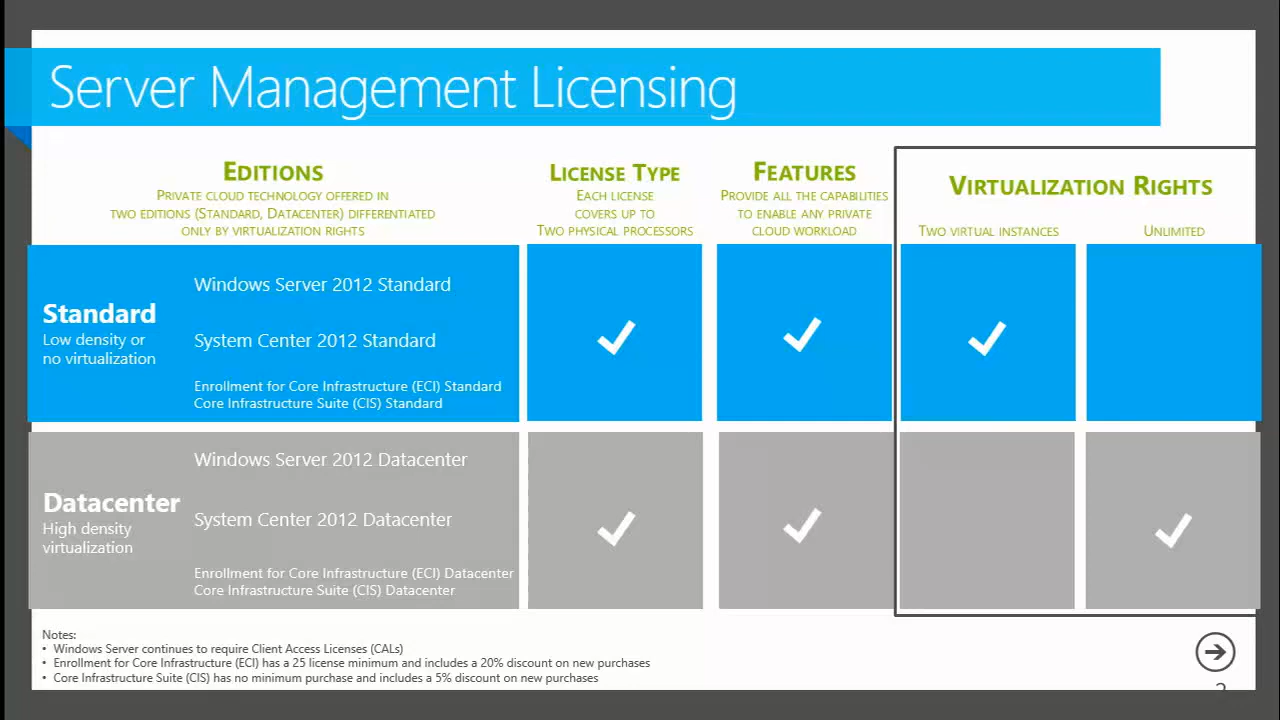 Server Management Licensing
EDITIONS
PRIVATE CLOUD TECHNOLOGY OFFERED IN
TWO EDITIONS (STANDARD, DATACENTER) DIFFERENTIATED
ONLY BY VIRTUALIZATION RIGHTS
LICENSE TYPE
EACH LICENSE
COVERS UP TO
TWO PHYSICAL PROCESSORS
FEATURES
PROVIDE ALL THE CAPABILITIES
TO ENABLE ANY PRIVATE
CLOUD WORKLOAD
VIRTUALIZATION RIGHTS
TWO VIRTUAL INSTANCES
UNLIMITED
Standard
Low density or
no virtualization
Windows Server 2012 Standard
System Center 2012 Standard
Enrollment for Core Infrastructure (ECI) Standard
Core Infrastructure Suite (CIS) Standard
Datacenter
High density
virtualization
Windows Server 2012 Datacenter
System Center 2012 Datacenter
Enrollment for Core Infrastructure (ECI) Datacenter
Core Infrastructure Suite (CIS) Datacenter
Notes:
• Windows Server continues to require Client Access Licenses (CALs)
• Enrollment for Core Infrastructure (ECI) has a 25 license minimum and includes a 20% discount on new purchases
• Core Infrastructure Suite (CIS) has no minimum purchase and includes a 5% discount on new purchases